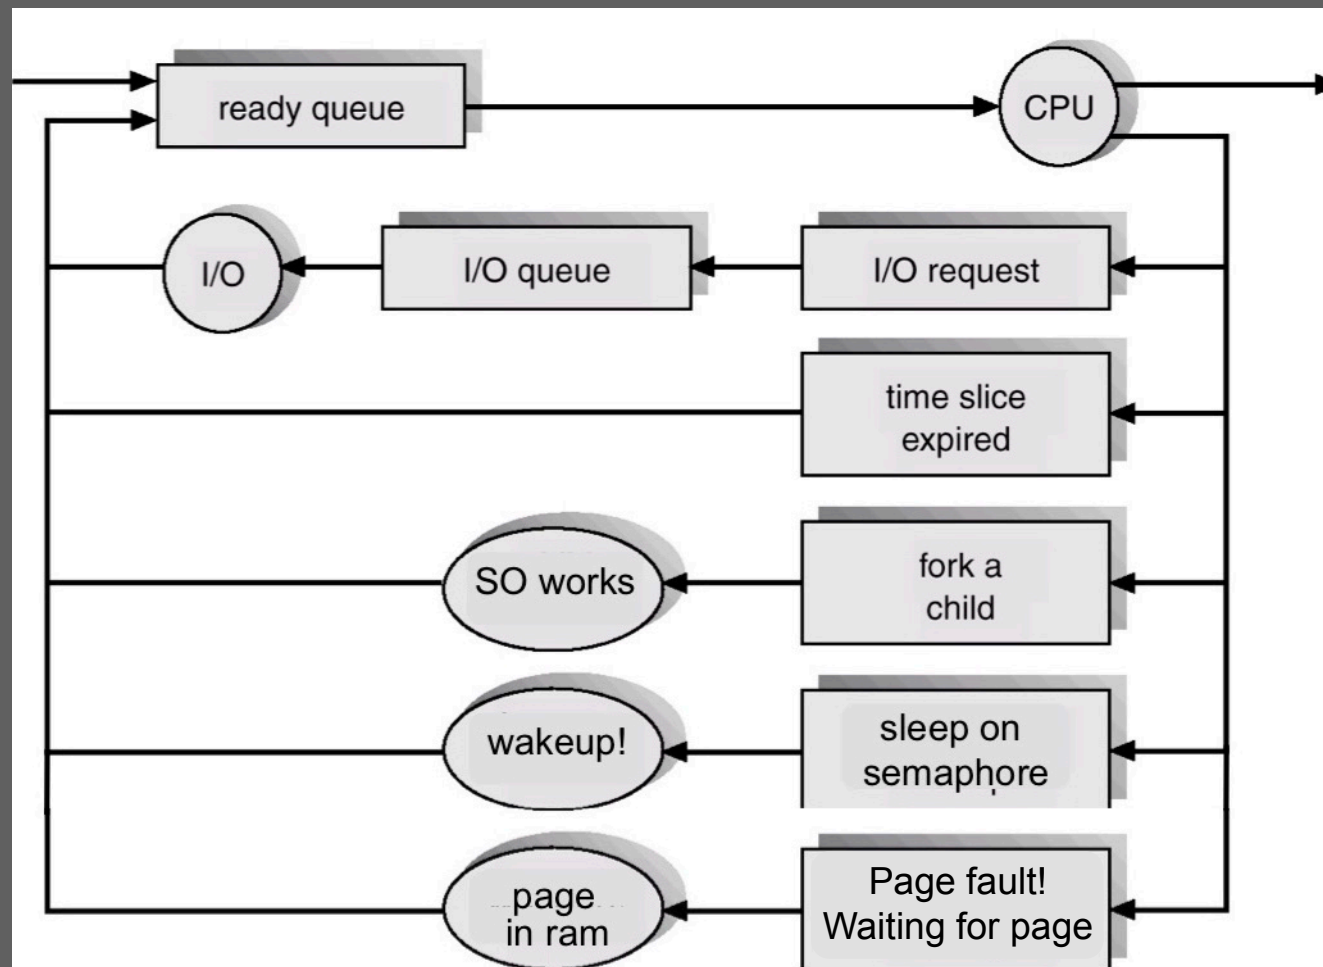 ready queue
CPU
I/O
I/O queue
I/O request
time slice
expired
SO works
fork a
child
wakeup!
sleep on
semaphore
page
in ram
Page fault!
Waiting for page